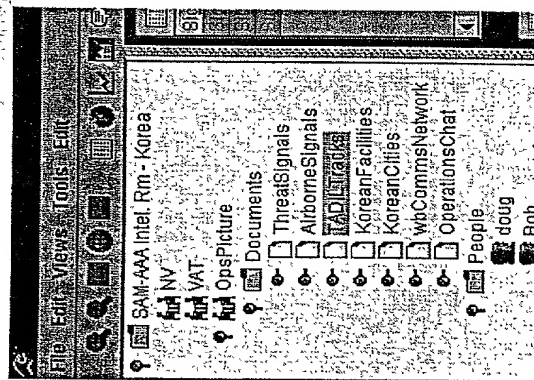 File Edit Views Tools Edit
SAM-AAA Intel. Rm - Korea
NV
VAT
OpsPicture
Documents
ThreatSignals
AirborneSignals
TADILtracks
KoreanFacilities
KoreanCities
wbCommsNetwork
OperationsChat
People
doug
Bob